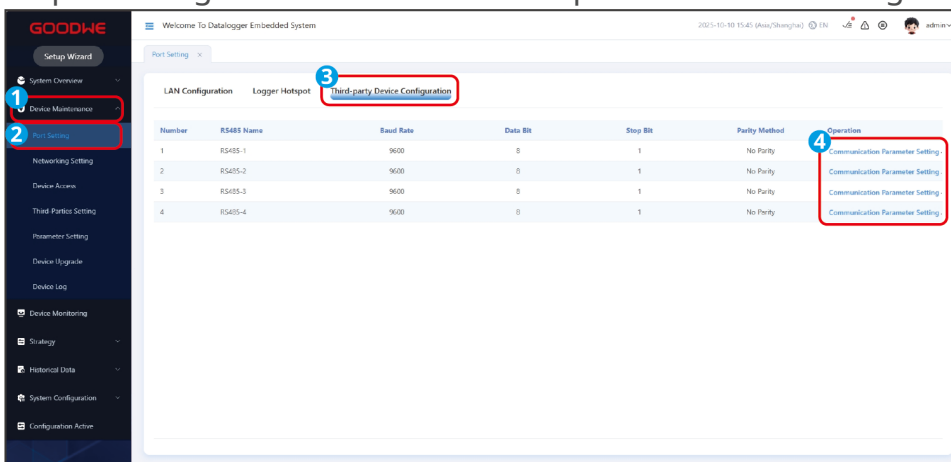 GOODWE
Welcome To Datalogger Embedded System
2025-10-10 15:45 (Asia/Shanghai) EN admin
Setup Wizard
Port Setting ×
System Overview
1 Device Maintenance
2 Port Setting
Networking Setting
Device Access
Third-Parties Setting
Parameter Setting
Device Upgrade
Device Log
Device Monitoring
Strategy
Historical Data
System Configuration
Configuration Active
3
LAN Configuration Logger Hotspot Third-party Device Configuration
Number RS485 Name Baud Rate Data Bit Stop Bit Parity Method Operation
4
1 RS485-1 9600 8 1 No Parity Communication Parameter Setting
2 RS485-2 9600 8 1 No Parity Communication Parameter Setting
3 RS485-3 9600 8 1 No Parity Communication Parameter Setting
4 RS485-4 9600 8 1 No Parity Communication Parameter Setting